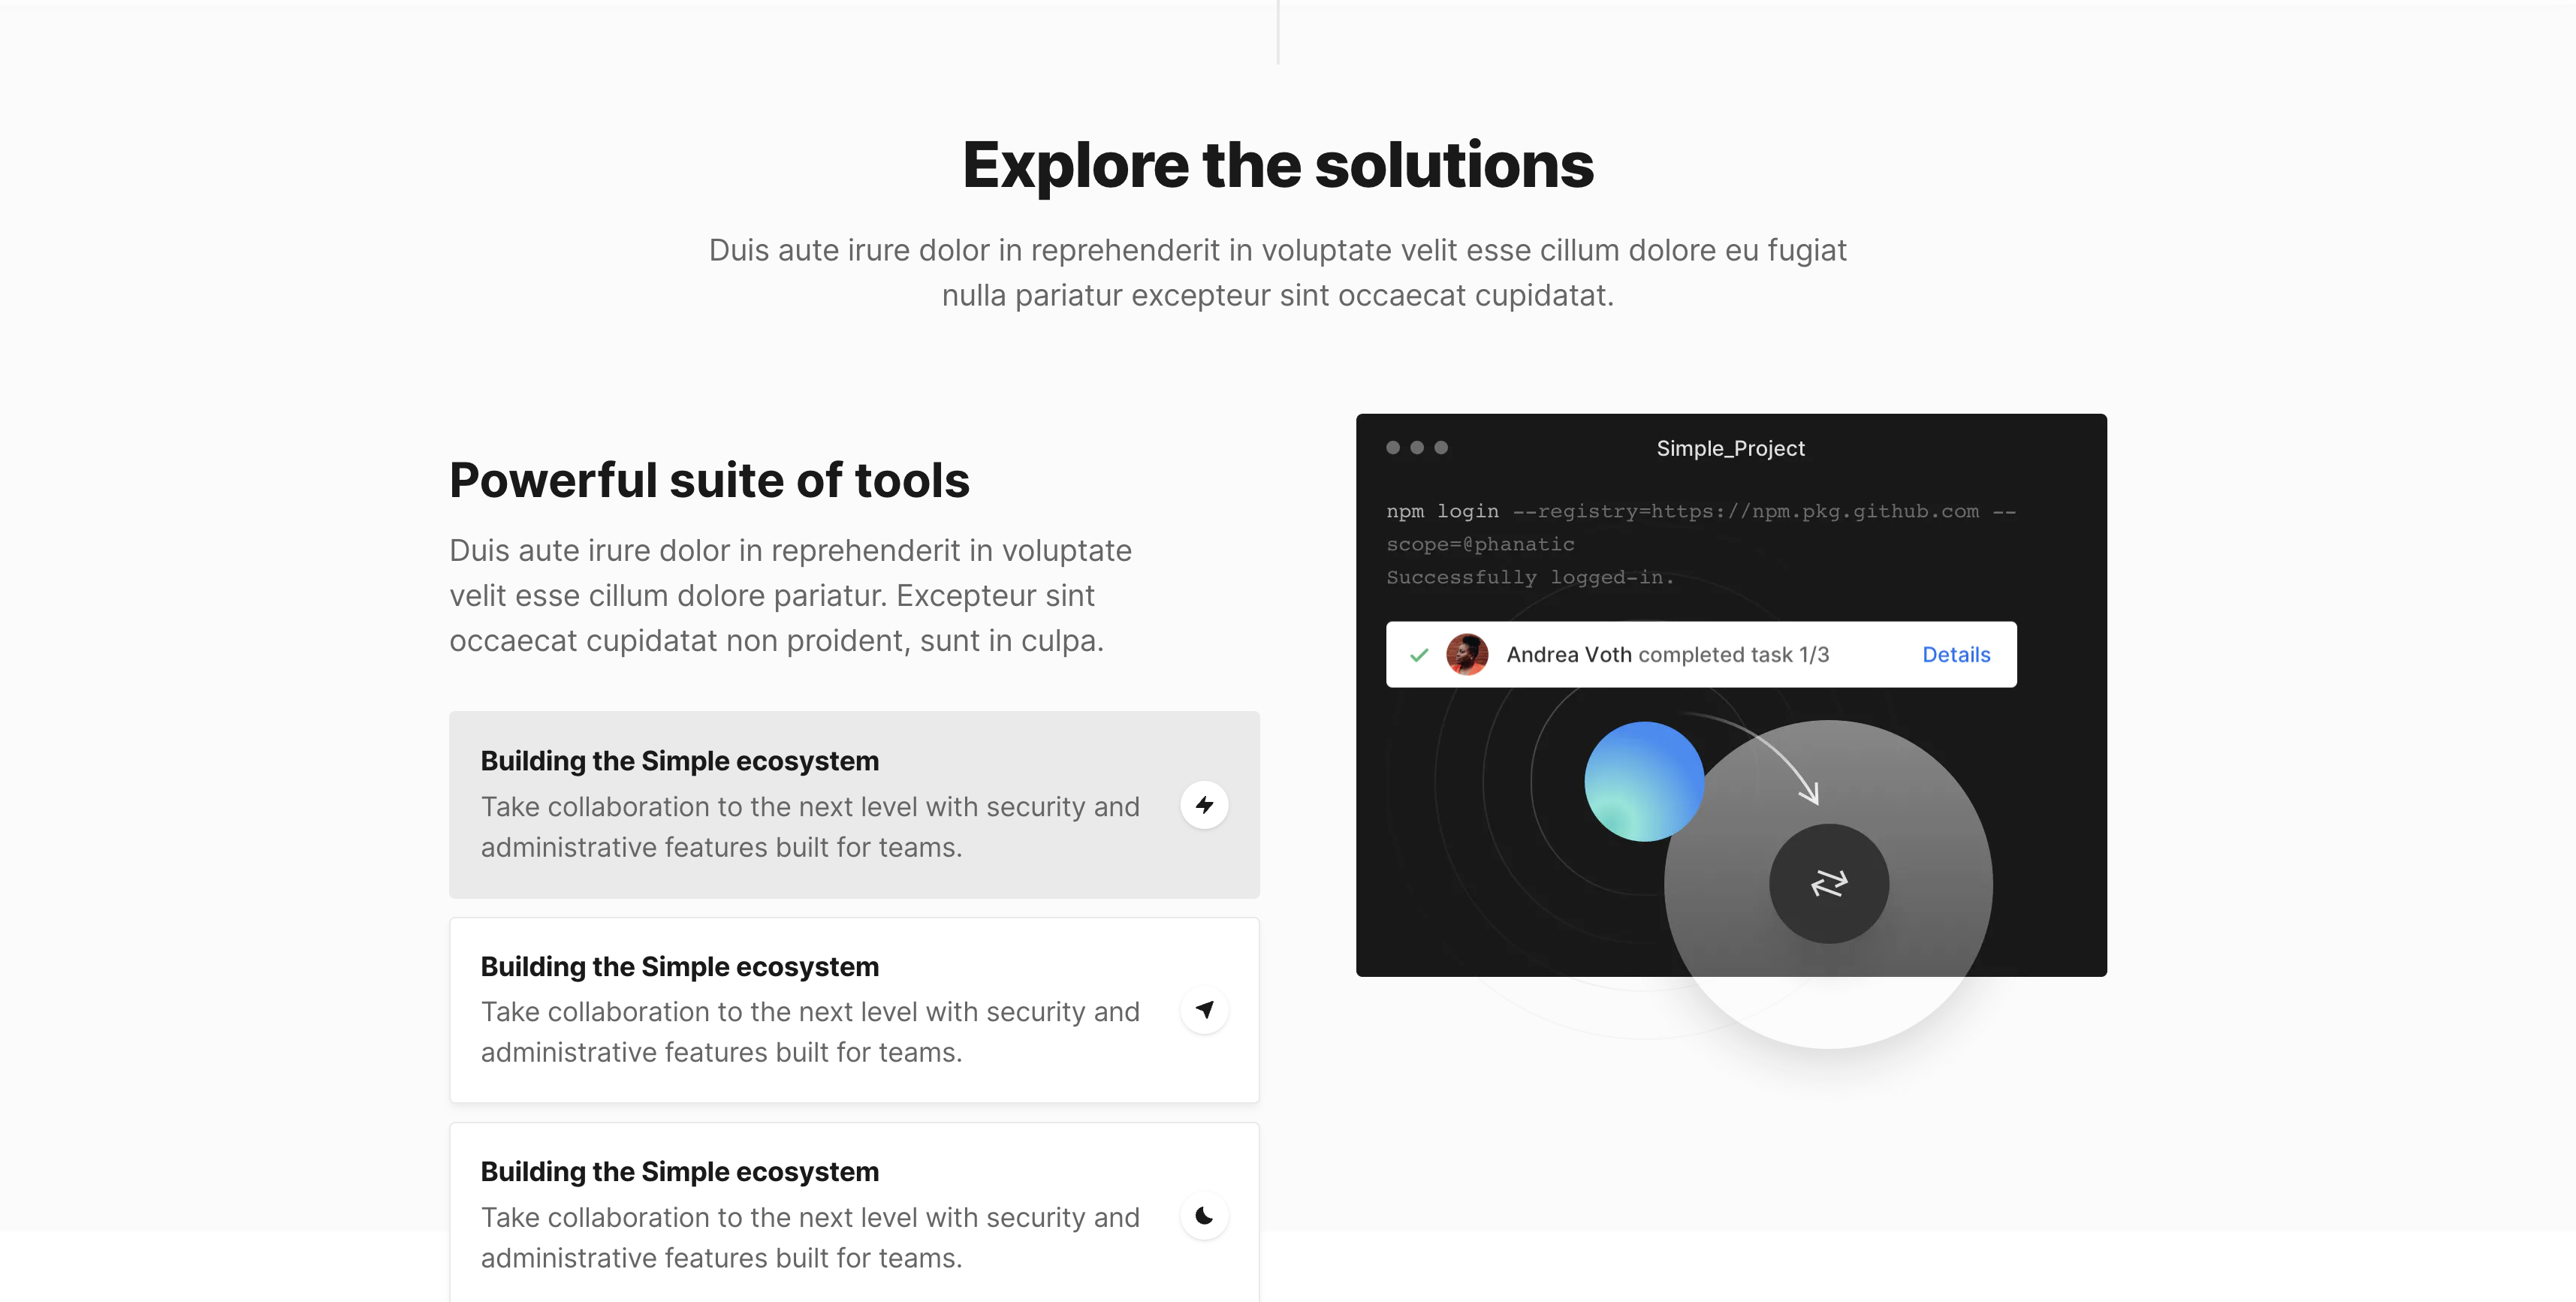 Explore the solutions
Duis aute irure dolor in reprehenderit in voluptate velit esse cillum dolore eu fugiat
nulla pariatur excepteur sint occaecat cupidatat.
Powerful suite of tools
Duis aute irure dolor in reprehenderit in voluptate
velit esse cillum dolore pariatur. Excepteur sint
occaecat cupidatat non proident, sunt in culpa.
Building the Simple ecosystem
Take collaboration to the next level with security and
administrative features built for teams.
Building the Simple ecosystem
Take collaboration to the next level with security and
administrative features built for teams.
Building the Simple ecosystem
Take collaboration to the next level with security and
administrative features built for teams.
Simple_Project
npm login --registry=https://npm.pkg.github.com --
scope=@phanatic
Successfully logged-in.
Andrea Voth completed task 1/3 Details